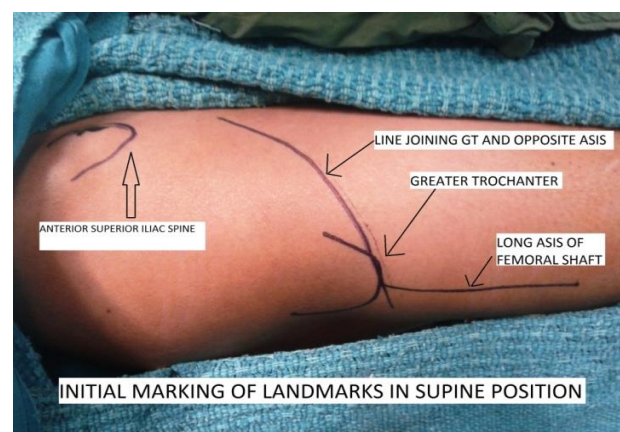 LINE JOINING GT AND OPPOSITE ASIS
GREATER TROCHANTER
ANTERIOR SUPERIOR ILIAC SPINE
LONG ASIS OF
FEMORAL SHAFT
INITIAL MARKING OF LANDMARKS IN SUPINE POSITION